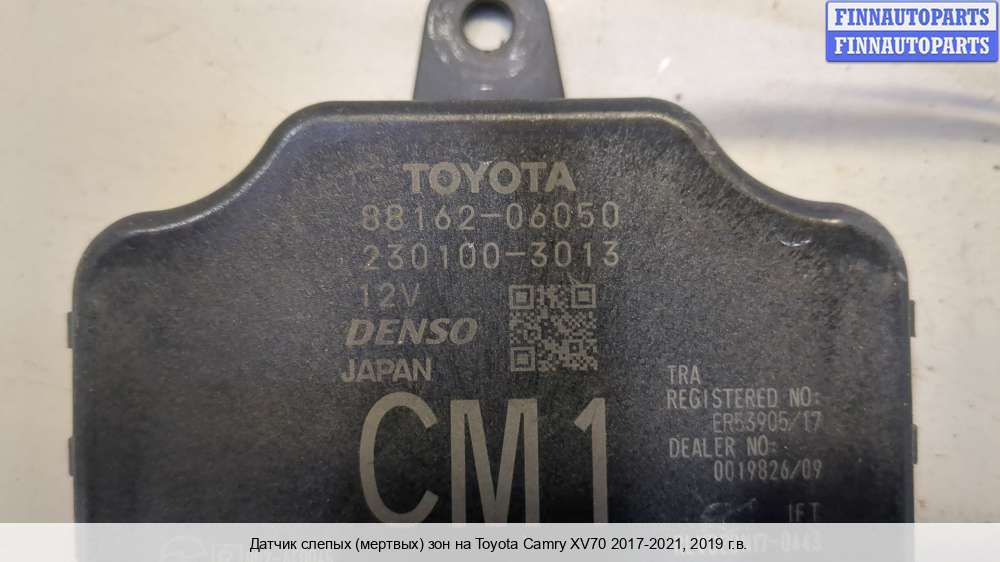 FINNAUTOPARTS
FINNAUTOPARTS
TOYOTA
88162-06050
230100-3013
12V
DENSO
JAPAN
CM1
TRA
REGISTERED NO:
ER53905/17
DEALER NO:
0019826/09
IFT
Датчик слепых (мертвых) зон на Toyota Camry XV70 2017-2021, 2019 г.в.